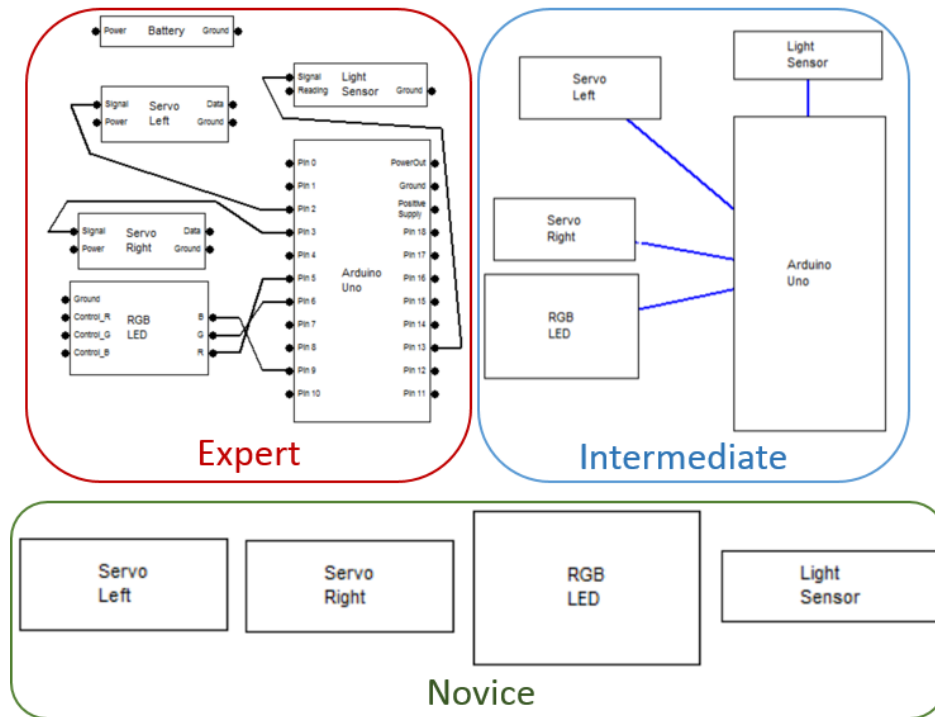 Power Battery Ground
Signal
Reading
Light
Sensor
Ground
Signal
Power
Servo
Left
Data
Ground
Signal
Power
Servo
Right
Data
Ground
Ground
Control_R
Control_G
Control_B
RGB
LED
B
G
R
Pin 0
Pin 1
Pin 2
Pin 3
Pin 4
Pin 5
Pin 6
Pin 7
Pin 8
Pin 9
Pin 10
Arduino
Uno
PowerOut
Ground
Positive
Supply
Pin 18
Pin 17
Pin 16
Pin 15
Pin 14
Pin 13
Pin 12
Pin 11
Expert
Servo
Left
Light
Sensor
Servo
Right
RGB
LED
Arduino
Uno
Intermediate
Servo
Left
Servo
Right
RGB
LED
Light
Sensor
Novice